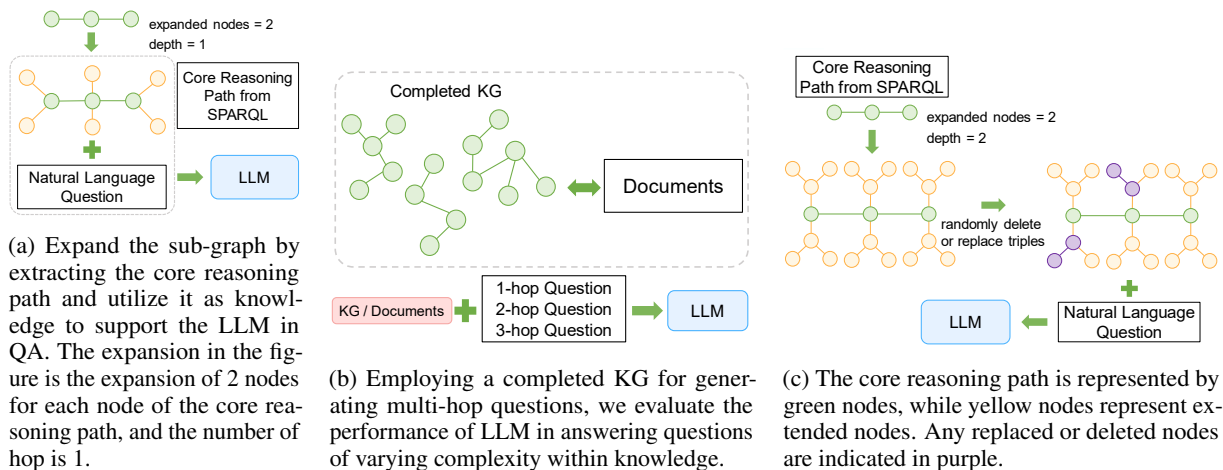 expanded nodes = 2
depth = 1
Core Reasoning
Path from
SPARQL
Natural Language
Question
LLM
(a) Expand the sub-graph by
extracting the core reasoning
path and utilize it as knowl-
edge to support the LLM in
QA. The expansion in the fig-
ure is the expansion of 2 nodes
for each node of the core rea-
soning path, and the number of
hop is 1.
Completed KG
Documents
KG / Documents
1-hop Question
2-hop Question
3-hop Question
LLM
(b) Employing a completed KG for gener-
ating multi-hop questions, we evaluate the
performance of LLM in answering questions
of varying complexity within knowledge.
Core Reasoning
Path from SPARQL
expanded nodes = 2
depth = 2
randomly delete
or replace triples
LLM
Natural Language
Question
(c) The core reasoning path is represented by
green nodes, while yellow nodes represent ex-
tended nodes. Any replaced or deleted nodes
are indicated in purple.